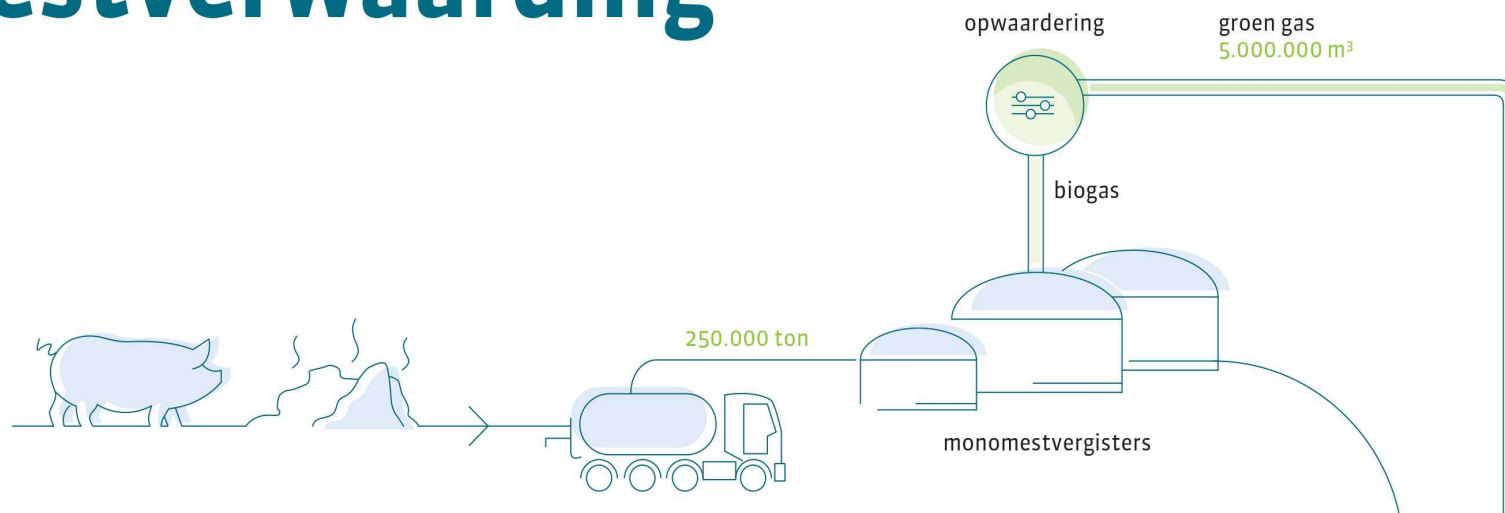 estverwaarding
opwaardering
groen gas
5.000.000 m³
biogas
250.000 ton
monomestvergisters